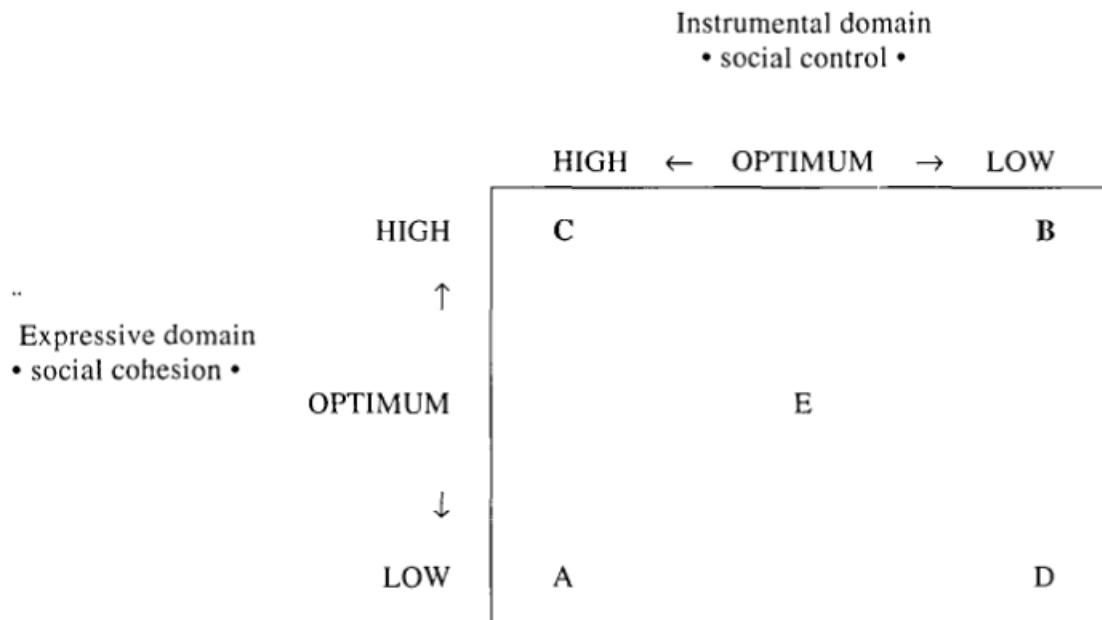 Instrumental domain
• social control •
HIGH ← OPTIMUM → LOW
HIGH C B
↑
..
Expressive domain
• social cohesion •
OPTIMUM E
↓
LOW A D